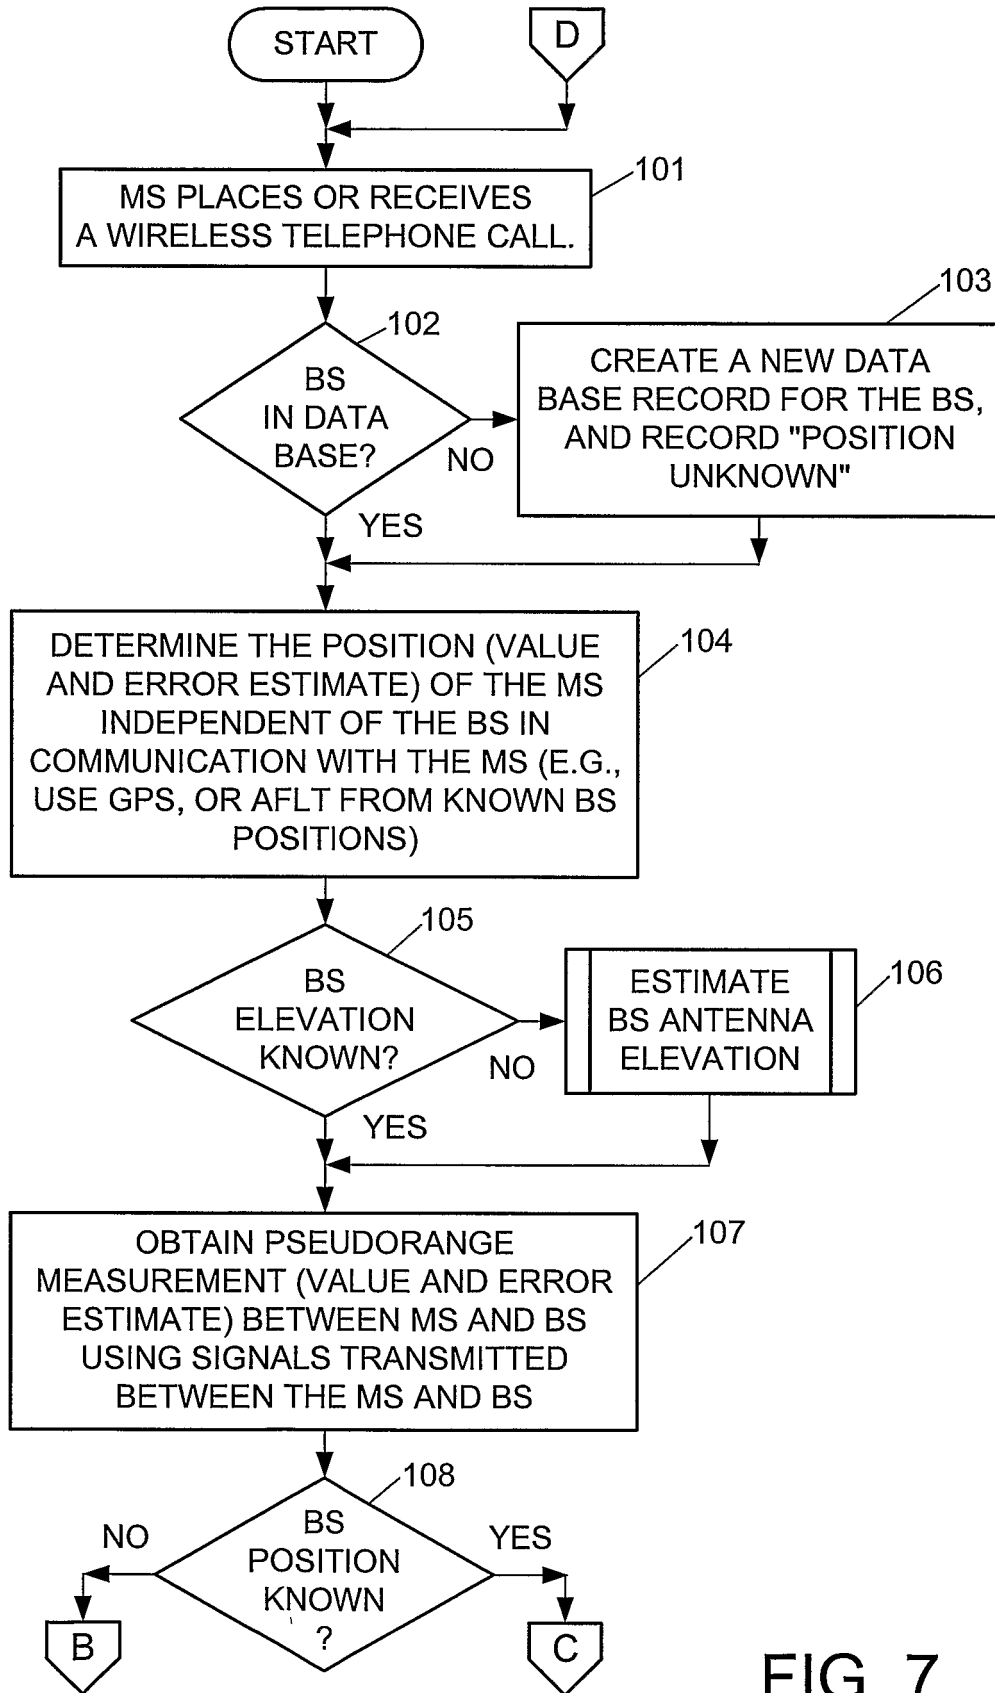 START
D
101
MS PLACES OR RECEIVES
A WIRELESS TELEPHONE CALL.
102
BS
IN DATA
BASE?
NO
YES
103
CREATE A NEW DATA
BASE RECORD FOR THE BS,
AND RECORD "POSITION
UNKNOWN"
104
DETERMINE THE POSITION (VALUE
AND ERROR ESTIMATE) OF THE MS
INDEPENDENT OF THE BS IN
COMMUNICATION WITH THE MS (E.G.,
USE GPS, OR AFLT FROM KNOWN BS
POSITIONS)
105
BS
ELEVATION
KNOWN?
NO
YES
106
ESTIMATE
BS ANTENNA
ELEVATION
107
OBTAIN PSEUDORANGE
MEASUREMENT (VALUE AND ERROR
ESTIMATE) BETWEEN MS AND BS
USING SIGNALS TRANSMITTED
BETWEEN THE MS AND BS
108
BS
POSITION
KNOWN
?
NO
YES
B
C
FIG. 7